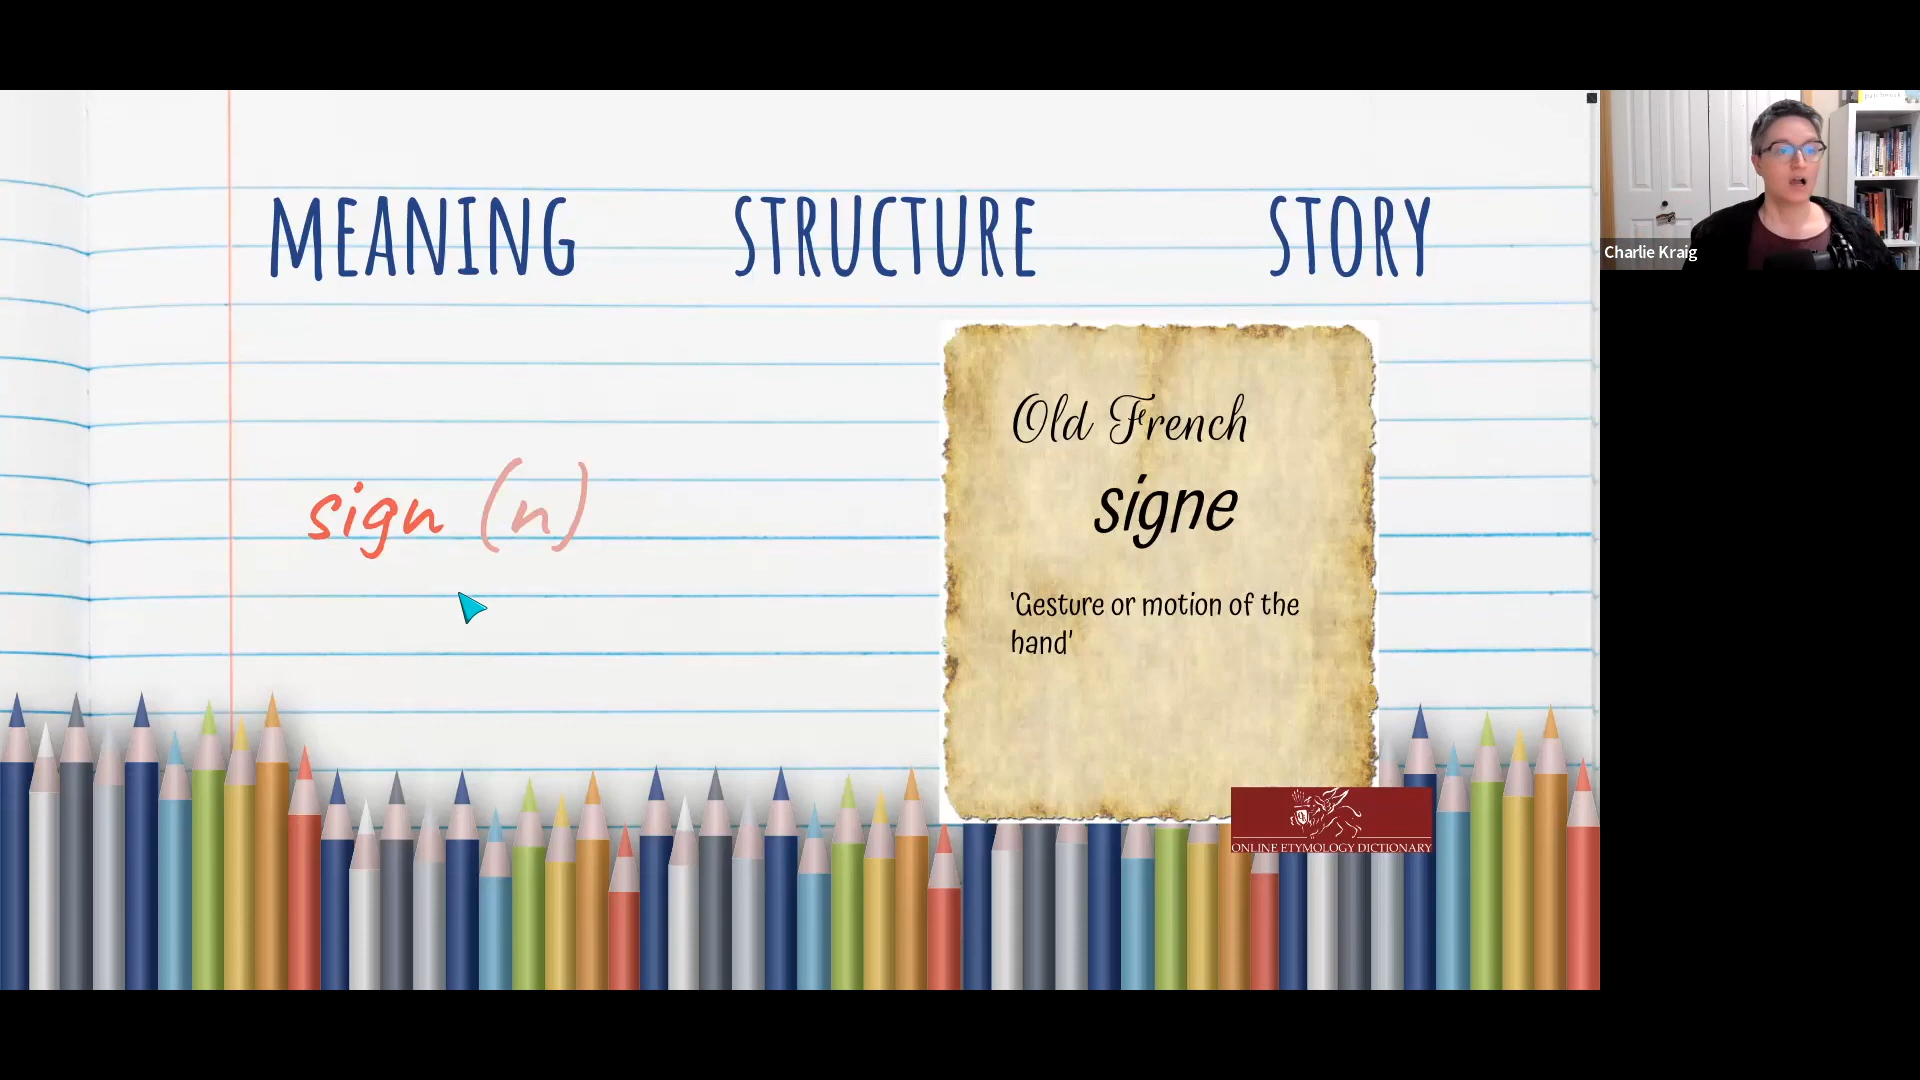 MEANING STRUCTURE STORY
sign (n)
Old French
signe
'Gesture or motion of the
hand'
ONLINE ETYMOLOGY DICTIONARY
Charlie Kraig